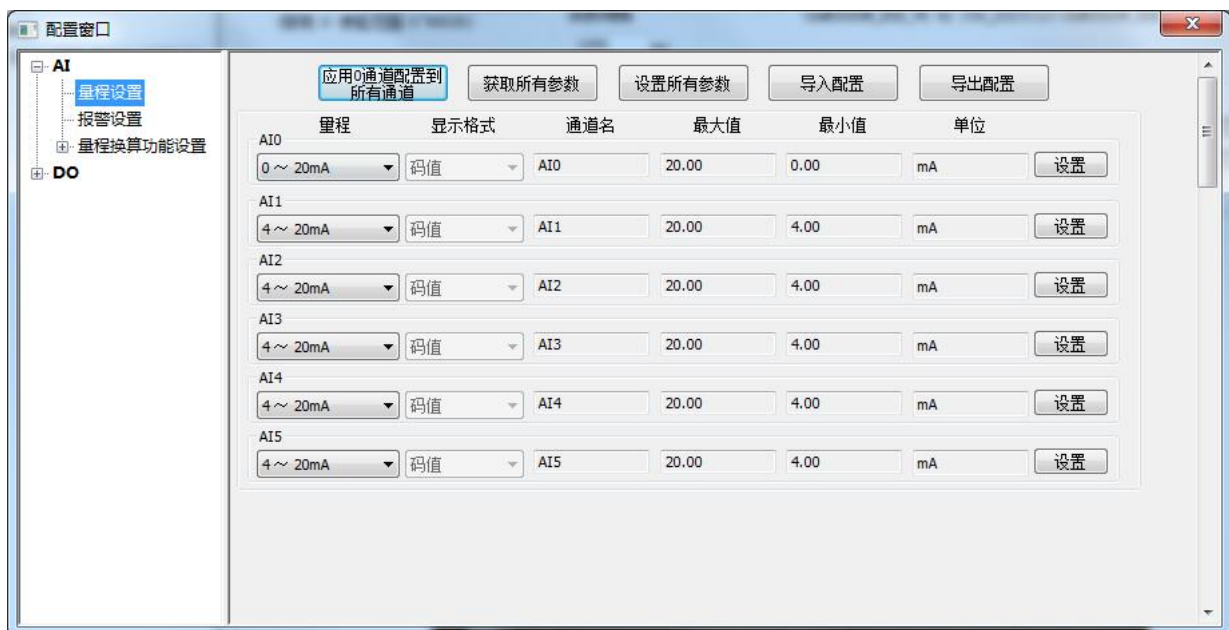 配置窗口
AI
量程设置
报警设置
量程换算功能设置
DO
应用0通道配置到
所有通道
获取所有参数
设置所有参数
导入配置
导出配置
量程 显示格式 通道名 最大值 最小值 单位
AI0
0～ 20mA 码值 AI0 20.00 0.00 mA 设置
AI1
4～ 20mA 码值 AI1 20.00 4.00 mA 设置
AI2
4～ 20mA 码值 AI2 20.00 4.00 mA 设置
AI3
4～ 20mA 码值 AI3 20.00 4.00 mA 设置
AI4
4～ 20mA 码值 AI4 20.00 4.00 mA 设置
AI5
4～ 20mA 码值 AI5 20.00 4.00 mA 设置